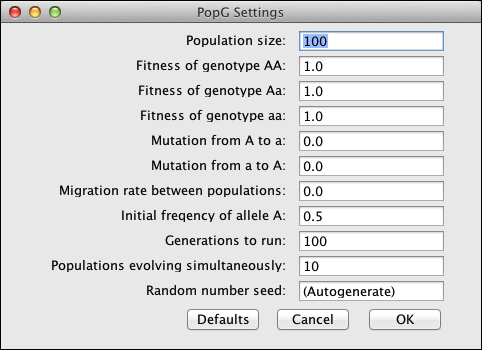 PopG Settings
Population size: 100
Fitness of genotype AA: 1.0
Fitness of genotype Aa: 1.0
Fitness of genotype aa: 1.0
Mutation from A to a: 0.0
Mutation from a to A: 0.0
Migration rate between populations: 0.0
Initial freqency of allele A: 0.5
Generations to run: 100
Populations evolving simultaneously: 10
Random number seed: (Autogenerate)
Defaults Cancel OK